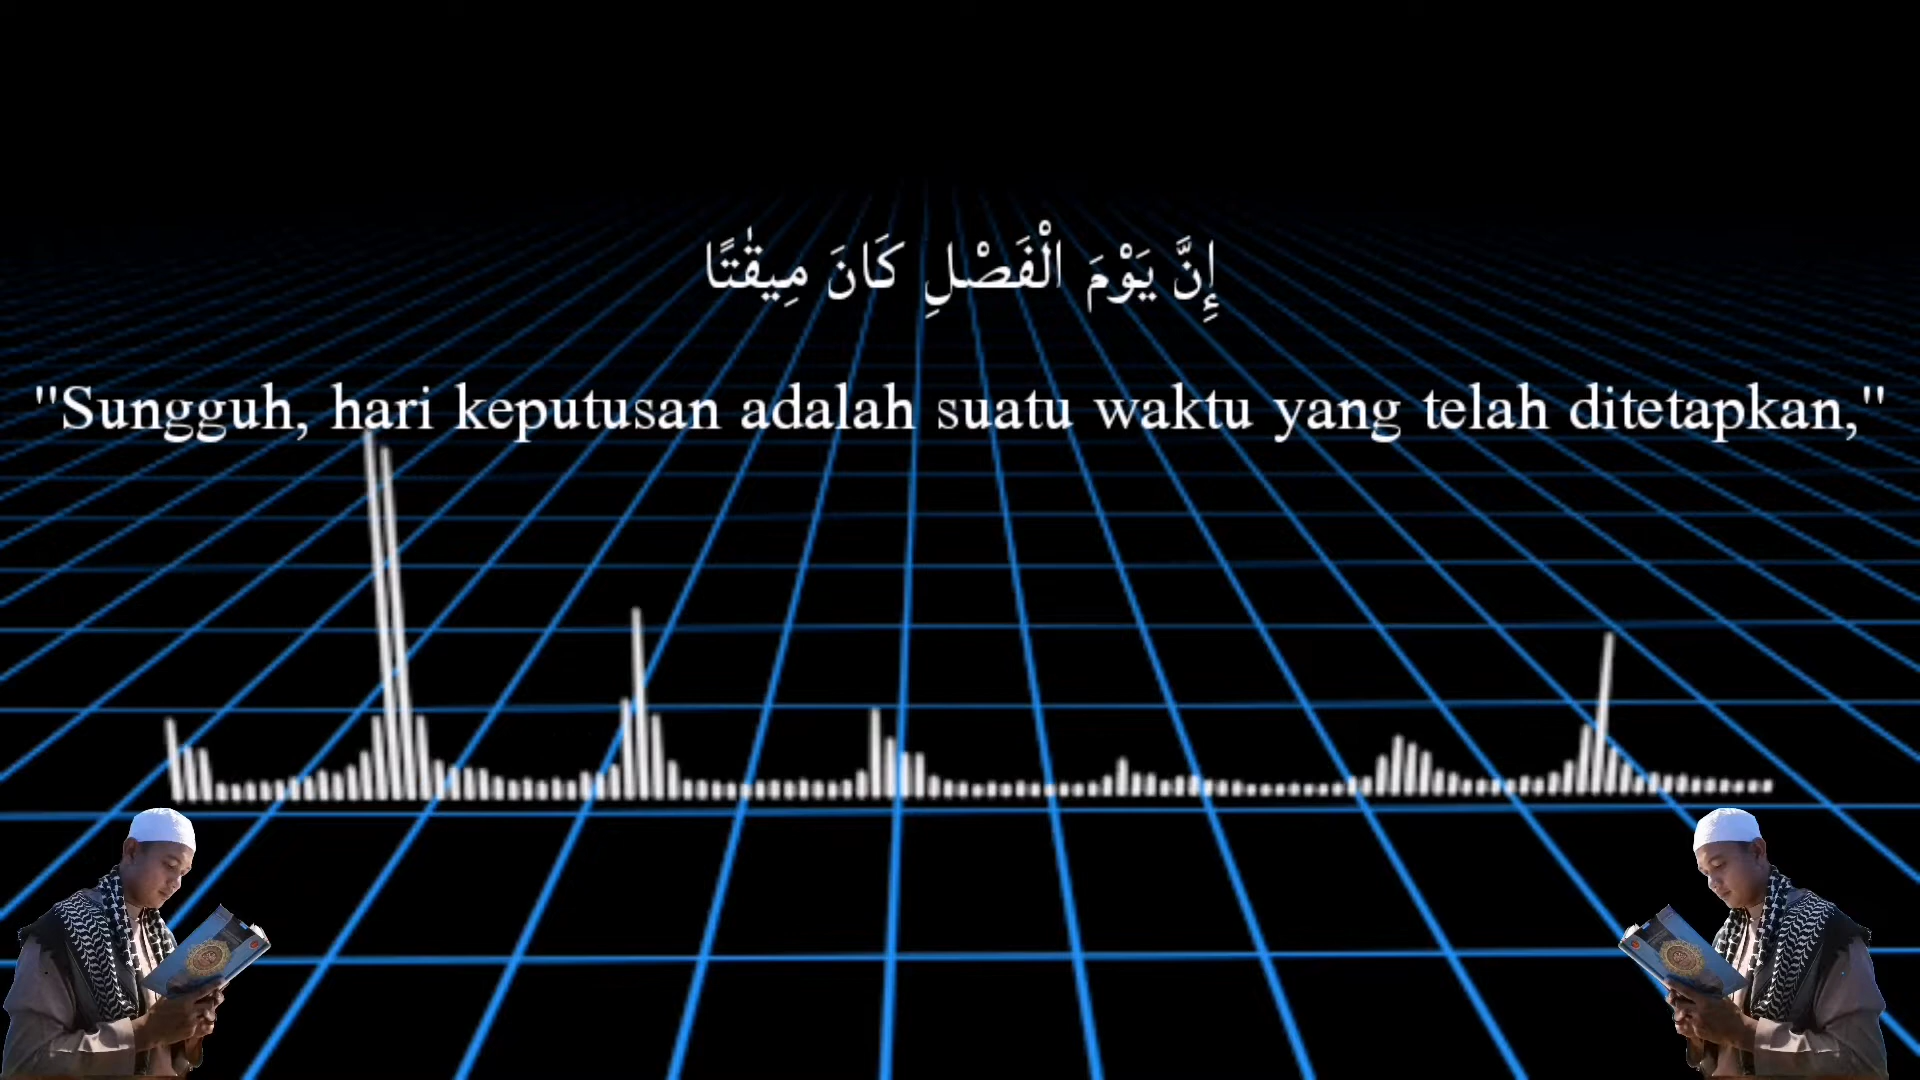 إِنَّ يَوْمَ الْفَصْلِ كَانَ مِيقَٰتًا
"Sungguh, hari keputusan adalah suatu waktu yang telah ditetapkan,"